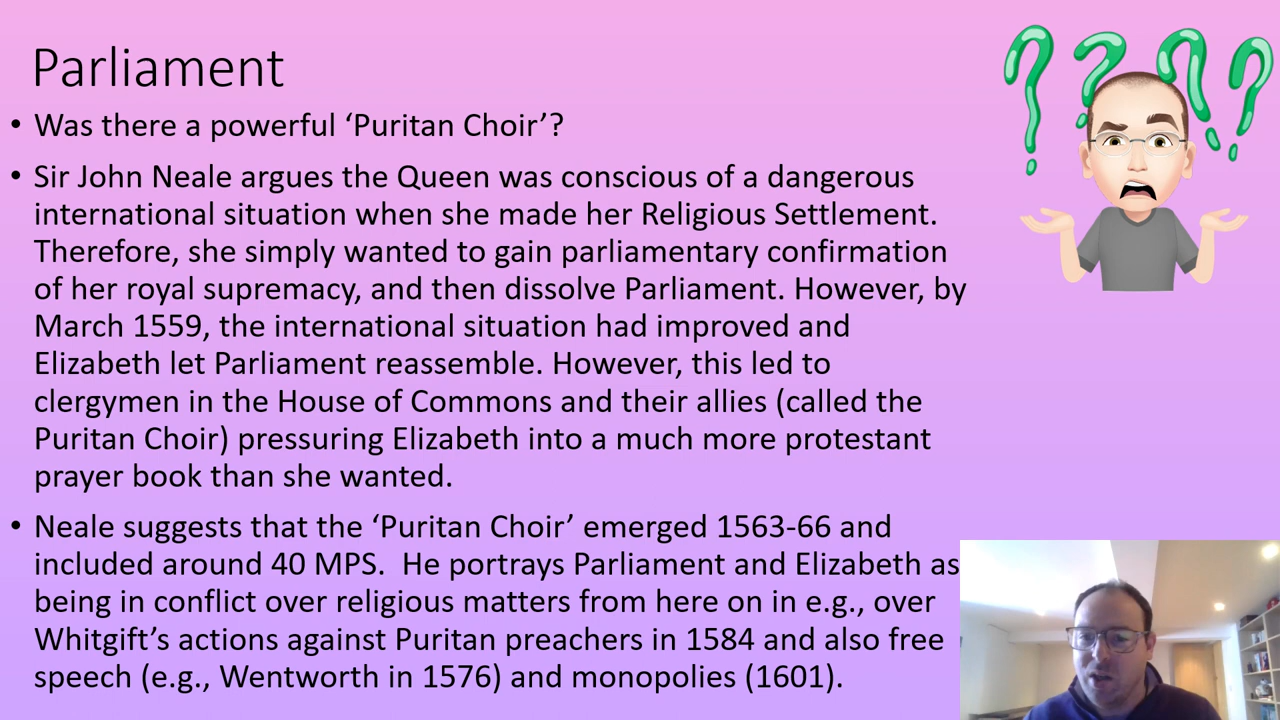 Parliament
• Was there a powerful ‘Puritan Choir’?
• Sir John Neale argues the Queen was conscious of a dangerous
international situation when she made her Religious Settlement.
Therefore, she simply wanted to gain parliamentary confirmation
of her royal supremacy, and then dissolve Parliament. However, by
March 1559, the international situation had improved and
Elizabeth let Parliament reassemble. However, this led to
clergymen in the House of Commons and their allies (called the
Puritan Choir) pressuring Elizabeth into a much more protestant
prayer book than she wanted.
• Neale suggests that the ‘Puritan Choir’ emerged 1563-66 and
included around 40 MPS.  He portrays Parliament and Elizabeth as
being in conflict over religious matters from here on in e.g., over
Whitgift’s actions against Puritan preachers in 1584 and also free
speech (e.g., Wentworth in 1576) and monopolies (1601).
????